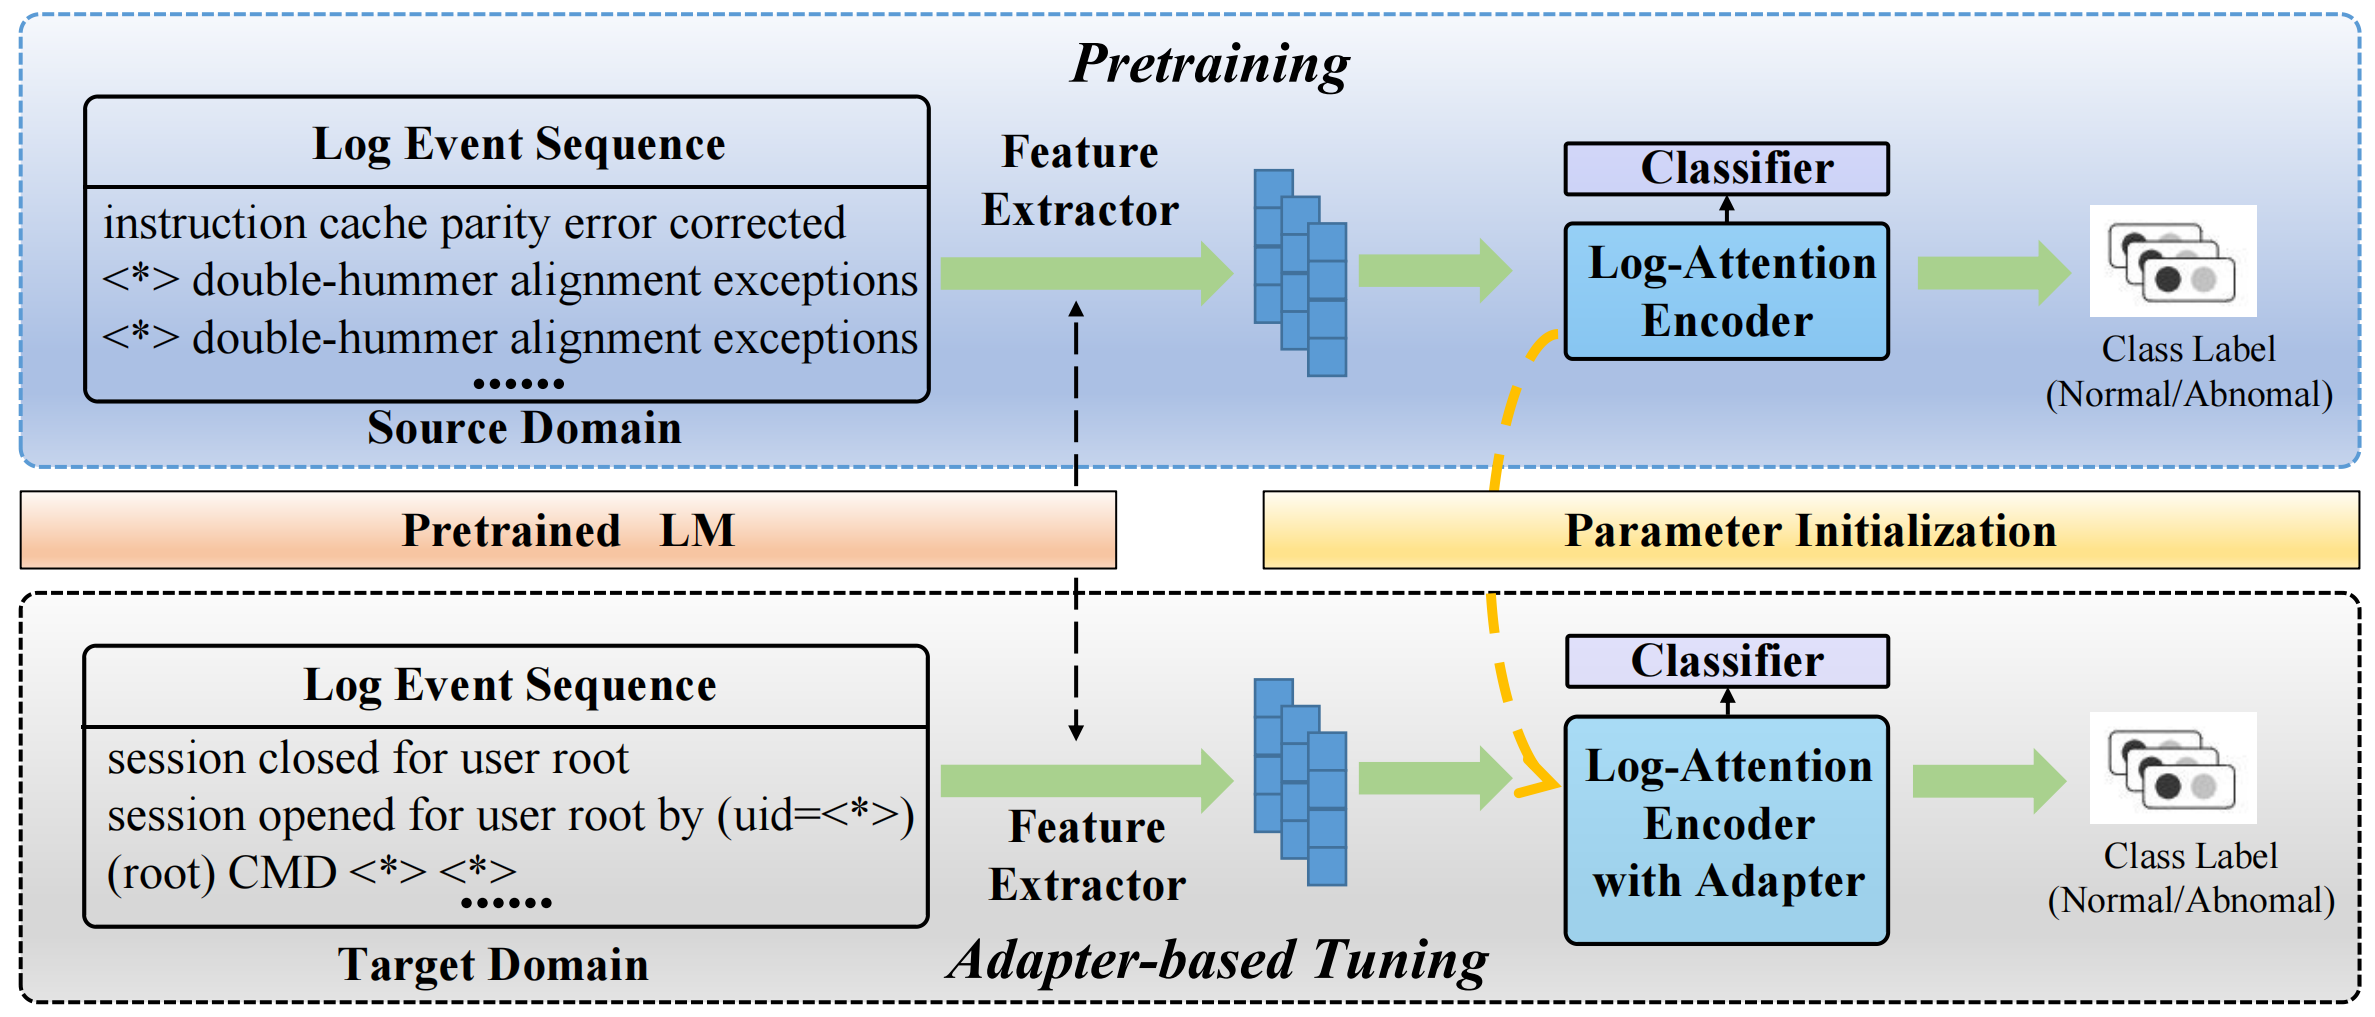 Pretraining
Log Event Sequence
instruction cache parity error corrected
<*> double-hummer alignment exceptions
<*> double-hummer alignment exceptions
......
Source Domain
Feature
Extractor
Classifier
Log-Attention
Encoder
Class Label
(Normal/Abnomal)
Pretrained LM
Parameter Initialization
Log Event Sequence
session closed for user root
session opened for user root by (uid=<*>)
(root) CMD <*> <*>
......
Target Domain
Feature
Extractor
Classifier
Log-Attention
Encoder
with Adapter
Class Label
(Normal/Abnomal)
Adapter-based Tuning